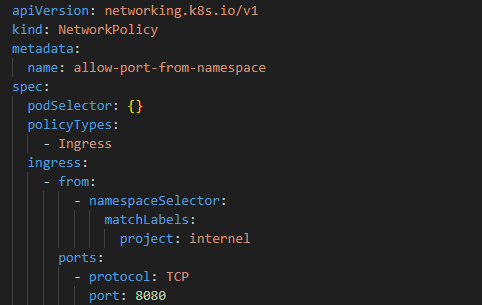 apiVersion: networking.k8s.io/v1
kind: NetworkPolicy
metadata:
  name: allow-port-from-namespace
spec:
  podSelector: {}
  policyTypes:
    - Ingress
  ingress:
    - from:
        - namespaceSelector:
            matchLabels:
              project: internel
      ports:
        - protocol: TCP
          port: 8080